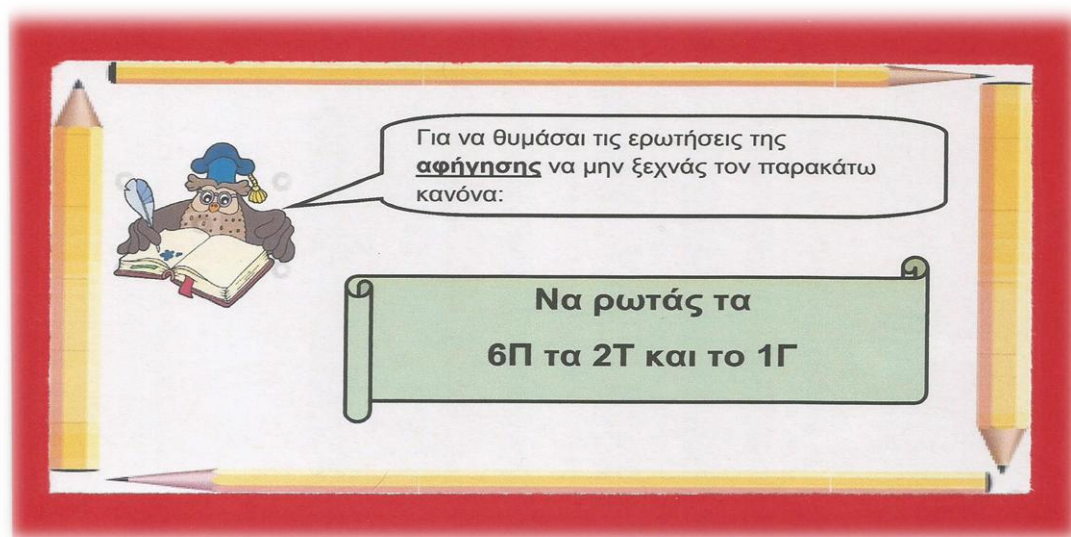 Για να θυμάσαι τις ερωτήσεις της
αφήγησης να μην ξεχνάς τον παρακάτω
κανόνα:
Να ρωτάς τα
6Π τα 2Τ και το 1Γ